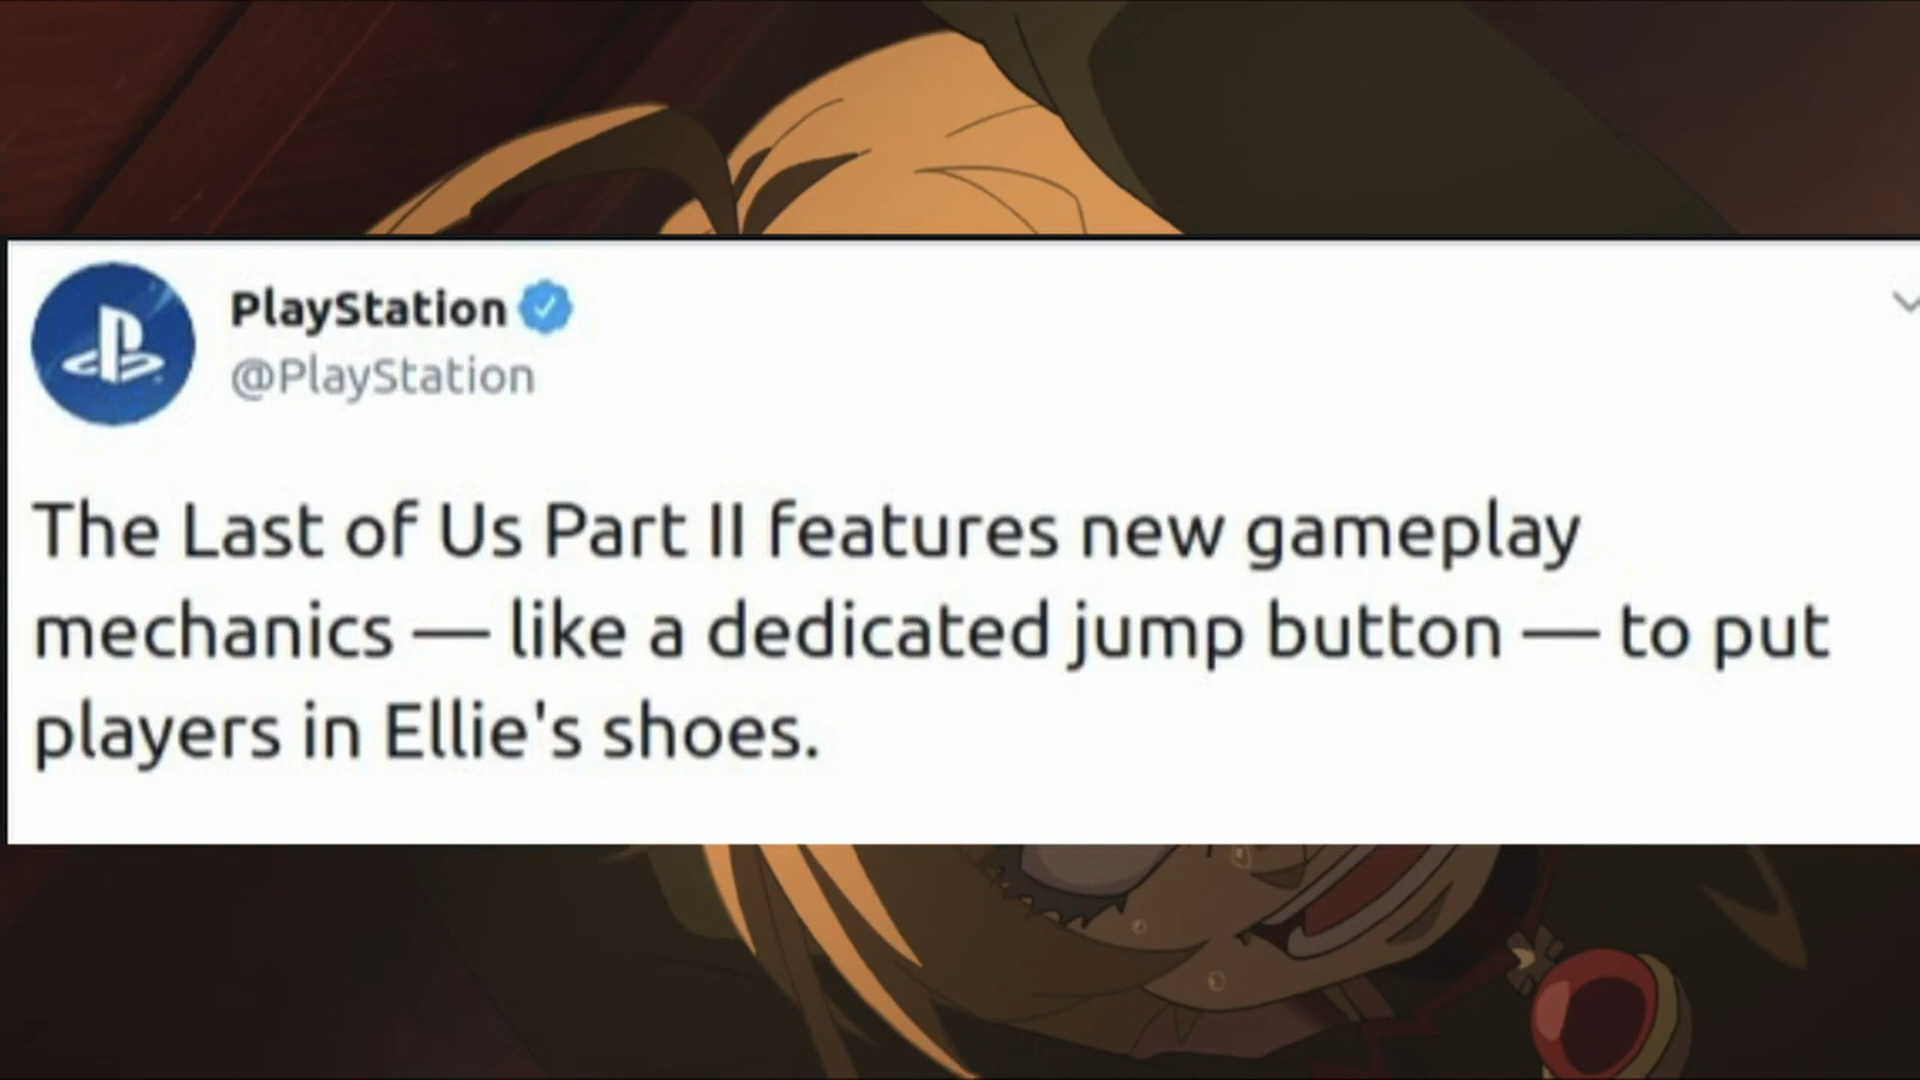 PlayStation
@PlayStation
The Last of Us Part II features new gameplay
mechanics — like a dedicated jump button — to put
players in Ellie's shoes.